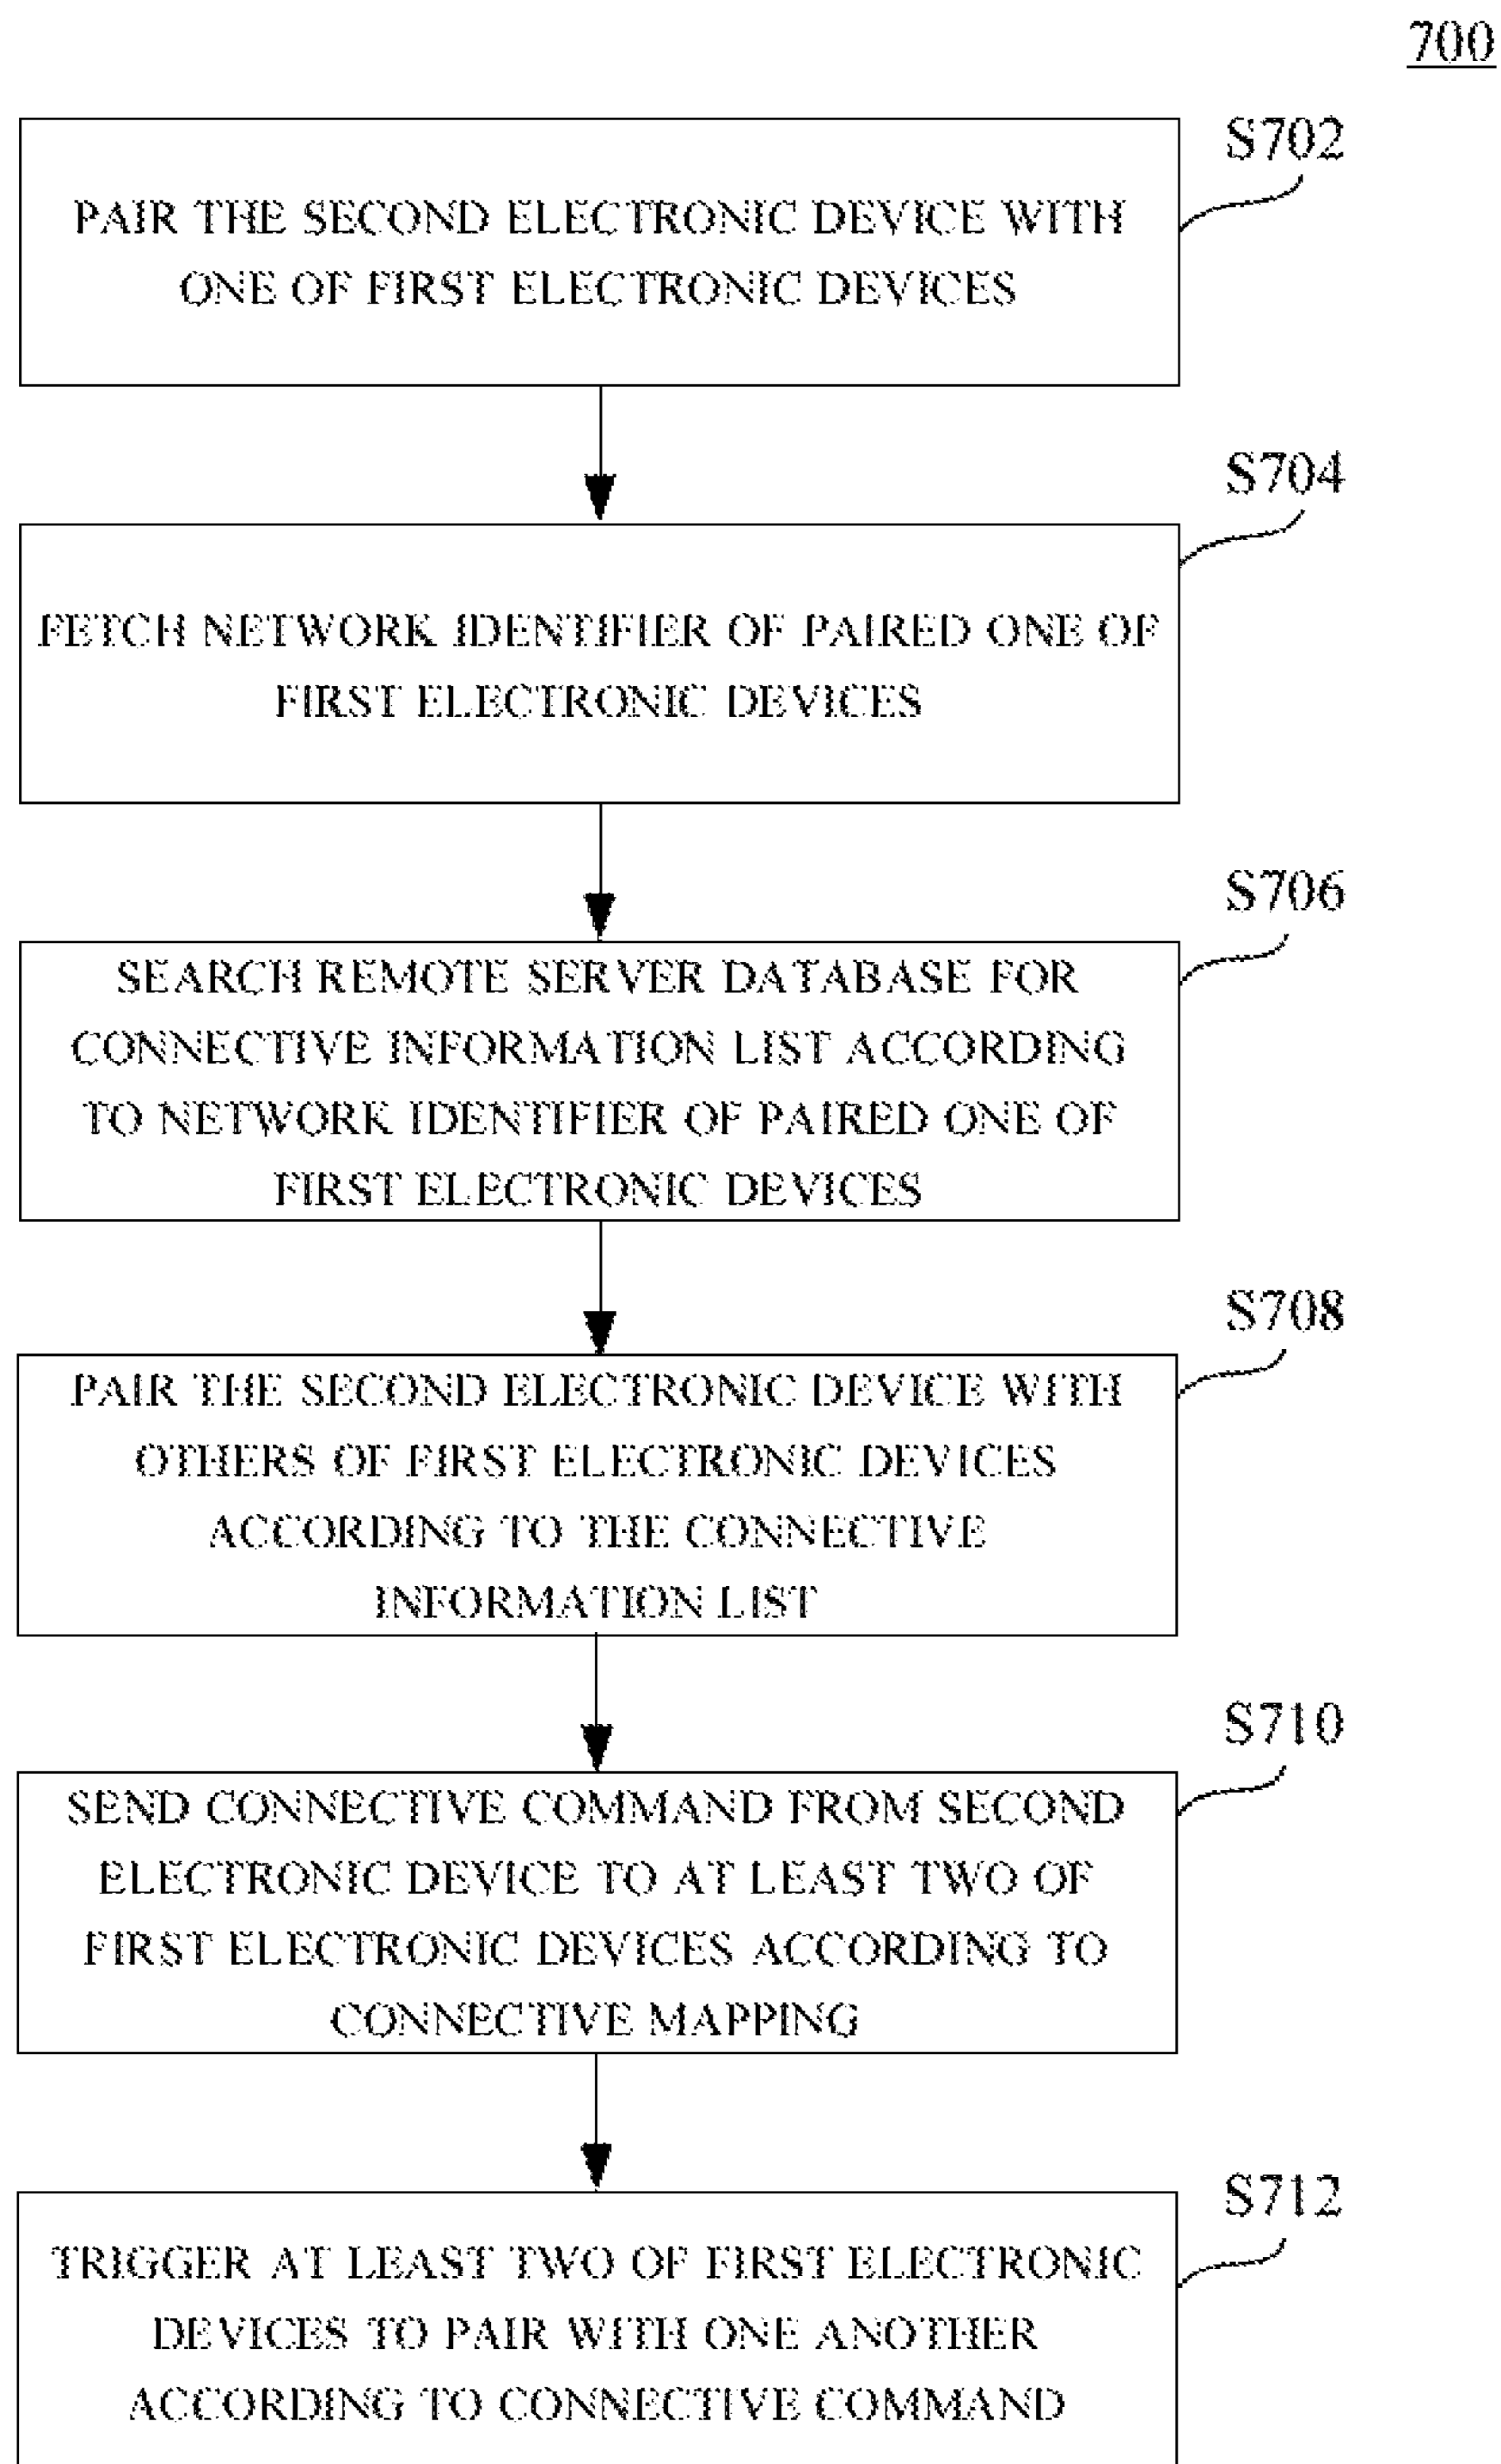 700
S702
PAIR THE SECOND ELECTRONIC DEVICE WITH
ONE OF FIRST ELECTRONIC DEVICES
S704
FETCH NETWORK IDENTIFIER OF PAIRED ONE OF
FIRST ELECTRONIC DEVICES
S706
SEARCH REMOTE SERVER DATABASE FOR
CONNECTIVE INFORMATION LIST ACCORDING
TO NETWORK IDENTIFIER OF PAIRED ONE OF
FIRST ELECTRONIC DEVICES
S708
PAIR THE SECOND ELECTRONIC DEVICE WITH
OTHERS OF FIRST ELECTRONIC DEVICES
ACCORDING TO THE CONNECTIVE
INFORMATION LIST
S710
SEND CONNECTIVE COMMAND FROM SECOND
ELECTRONIC DEVICE TO AT LEAST TWO OF
FIRST ELECTRONIC DEVICES ACCORDING TO
CONNECTIVE MAPPING
S712
TRIGGER AT LEAST TWO OF FIRST ELECTRONIC
DEVICES TO PAIR WITH ONE ANOTHER
ACCORDING TO CONNECTIVE COMMAND